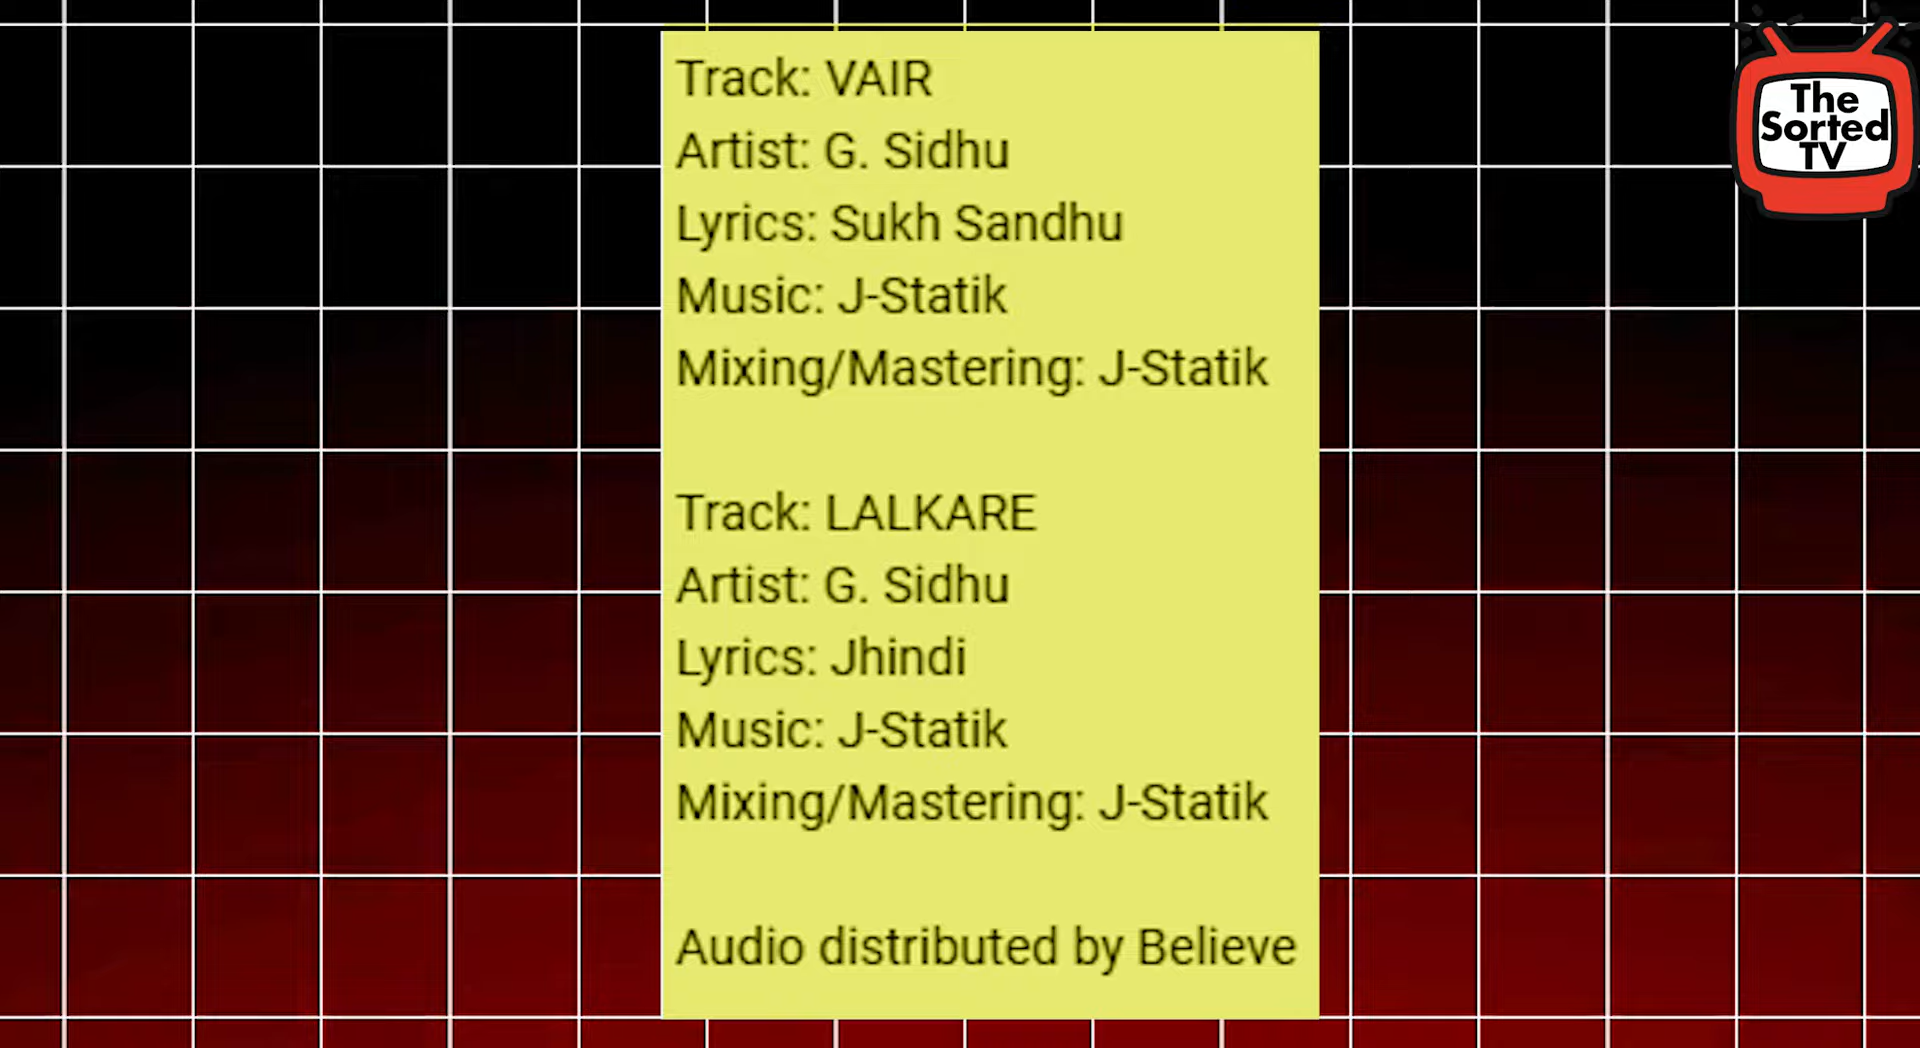 Track: VAIR
Artist: G. Sidhu
Lyrics: Sukh Sandhu
Music: J-Statik
Mixing/Mastering: J-Statik
Track: LALKARE
Artist: G. Sidhu
Lyrics: Jhindi
Music: J-Statik
Mixing/Mastering: J-Statik
Audio distributed by Believe
The
Sorted
TV